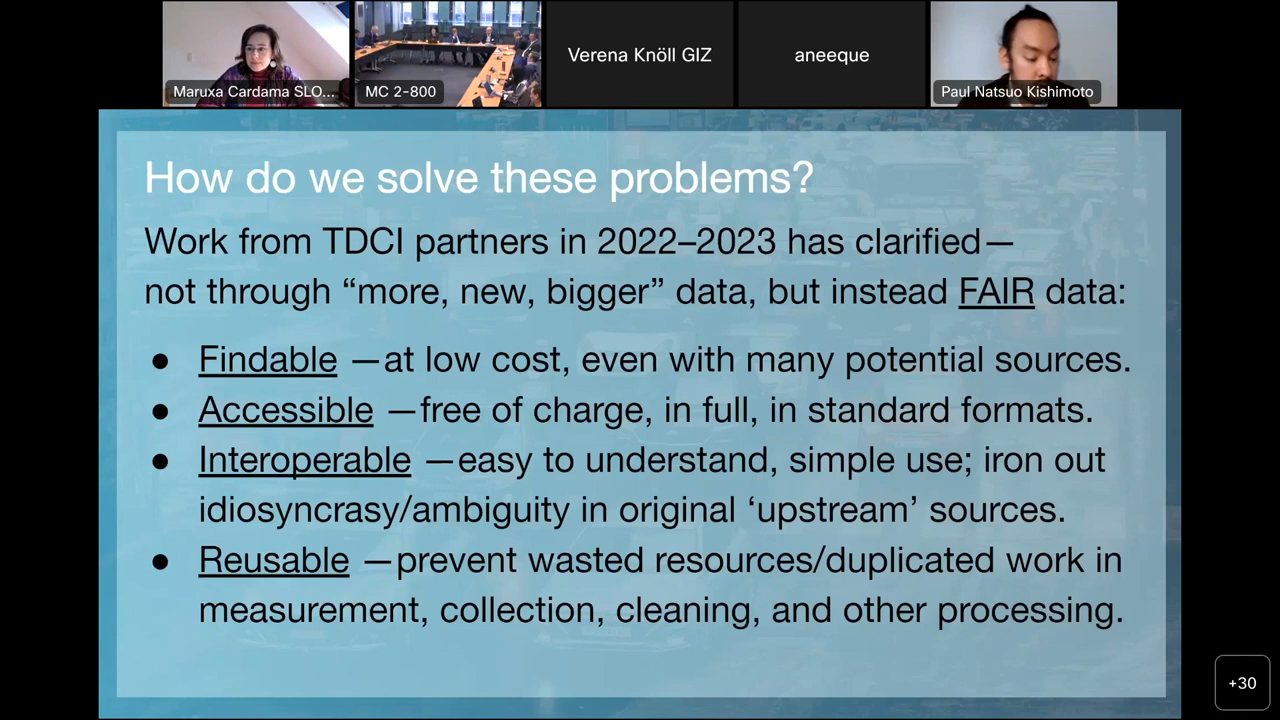 Maruxa Cardama SLO...
MC 2-800
Verena Knöll GIZ
aneeque
Paul Natsuo Kishimoto
How do we solve these problems?
Work from TDCI partners in 2022–2023 has clarified—
not through “more, new, bigger” data, but instead FAIR data:
● Findable —at low cost, even with many potential sources.
● Accessible —free of charge, in full, in standard formats.
● Interoperable —easy to understand, simple use; iron out
idiosyncrasy/ambiguity in original ‘upstream’ sources.
● Reusable —prevent wasted resources/duplicated work in
measurement, collection, cleaning, and other processing.
+30